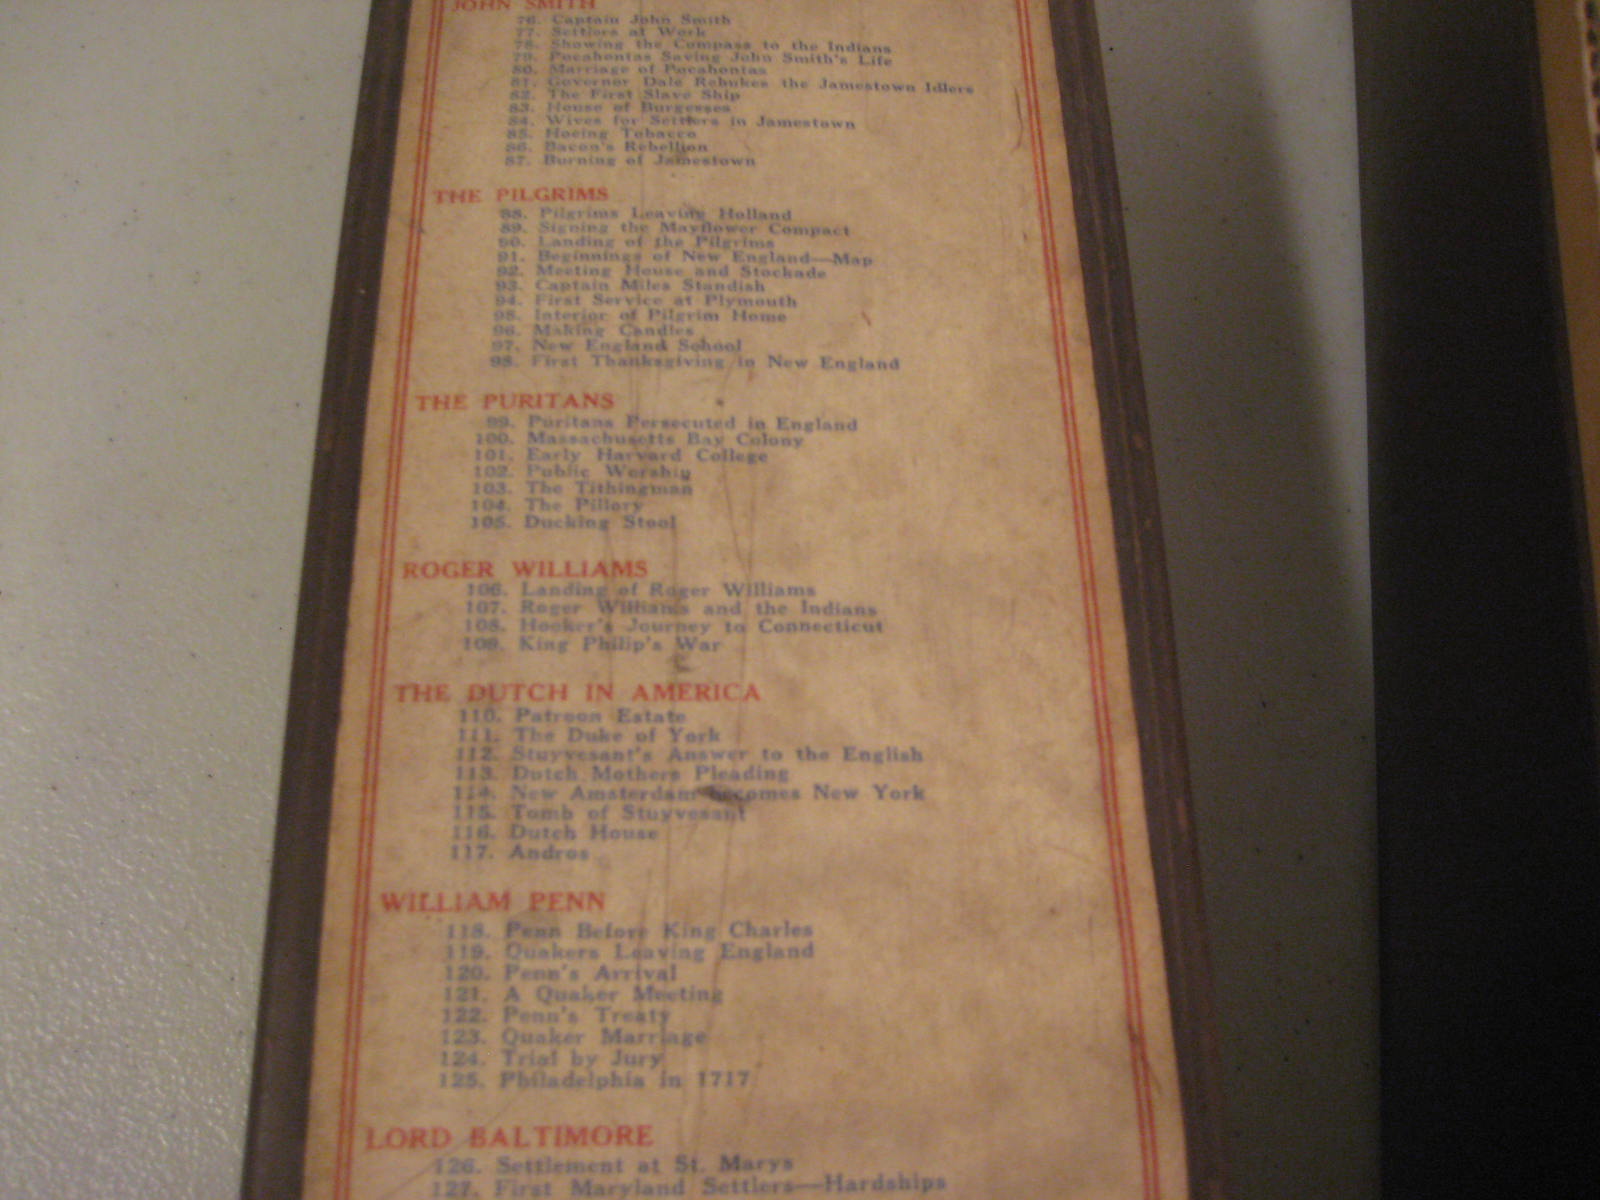 JOHN SMITH
76. Captain John Smith
77. Settlers at Work
78. Showing the Compass to the Indians
79. Pocahontas Saving John Smith's Life
80. Marriage of Pocahontas
81. Governor Dale Rebukes the Jamestown Idlers
82. The First Slave Ship
83. House of Burgesses
84. Wives for Settlers in Jamestown
85. Hoeing Tobacco
86. Bacon's Rebellion
87. Burning of Jamestown
THE PILGRIMS
88. Pilgrims Leaving Holland
89. Signing the Mayflower Compact
90. Landing of the Pilgrims
91. Beginnings of New England—Map
92. Meeting House and Stockade
93. Captain Miles Standish
94. First Service at Plymouth
95. Interior of Pilgrim Home
96. Making Candles
97. New England School
98. First Thanksgiving in New England
THE PURITANS
99. Puritans Persecuted in England
100. Massachusetts Bay Colony
101. Early Harvard College
102. Public Worship
103. The Tithingman
104. The Pillory
105. Ducking Stool
ROGER WILLIAMS
106. Landing of Roger Williams
107. Roger Williams and the Indians
108. Hooker's Journey to Connecticut
109. King Philip's War
THE DUTCH IN AMERICA
110. Patroon Estate
111. The Duke of York
112. Stuyvesant's Answer to the English
113. Dutch Mothers Pleading
114. New Amsterdam becomes New York
115. Tomb of Stuyvesant
116. Dutch House
117. Andros
WILLIAM PENN
118. Penn Before King Charles
119. Quakers Leaving England
120. Penn's Arrival
121. A Quaker Meeting
122. Penn's Treaty
123. Quaker Marriage
124. Trial by Jury
125. Philadelphia in 1717
LORD BALTIMORE
126. Settlement at St. Marys
127. First Maryland Settlers—Hardships